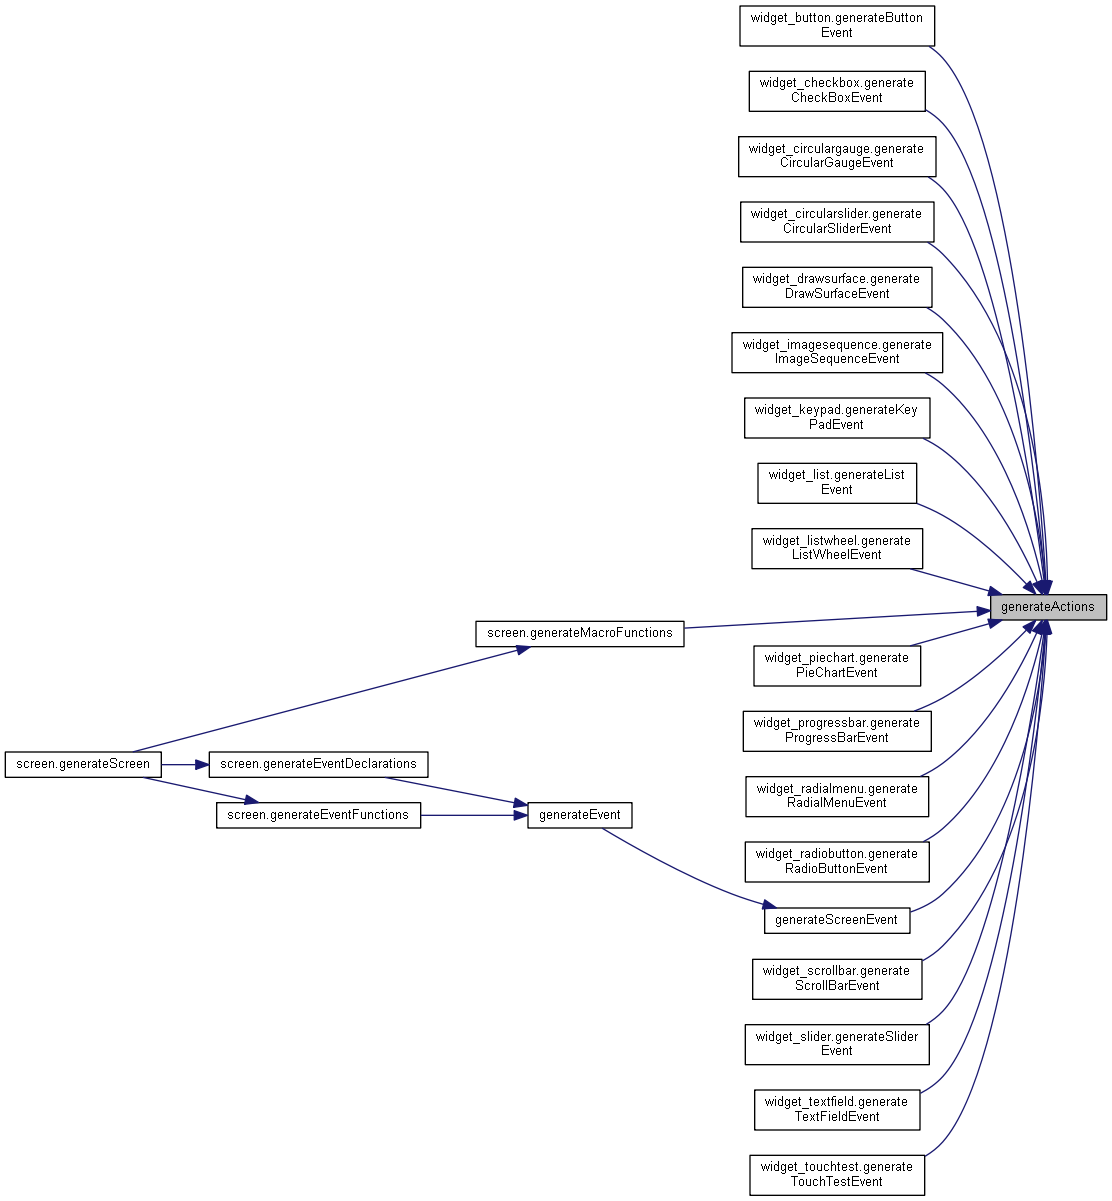 widget_button.generateButton
Event
widget_checkbox.generate
CheckBoxEvent
widget_circulargauge.generate
CircularGaugeEvent
widget_circularslider.generate
CircularSliderEvent
widget_drawsurface.generate
DrawSurfaceEvent
widget_imagesequence.generate
ImageSequenceEvent
widget_keypad.generateKey
PadEvent
widget_list.generateList
Event
widget_listwheel.generate
ListWheelEvent
generateActions
screen.generateMacroFunctions
widget_piechart.generate
PieChartEvent
widget_progressbar.generate
ProgressBarEvent
screen.generateScreen
screen.generateEventDeclarations
widget_radialmenu.generate
RadialMenuEvent
screen.generateEventFunctions
generateEvent
widget_radiobutton.generate
RadioButtonEvent
generateScreenEvent
widget_scrollbar.generate
ScrollBarEvent
widget_slider.generateSlider
Event
widget_textfield.generate
TextFieldEvent
widget_touchtest.generate
TouchTestEvent